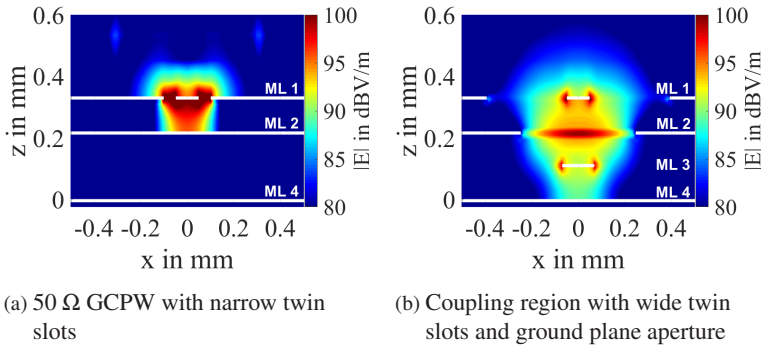 0.6
0.4
0.2
0
z in mm
ML 1
ML 2
ML 4
-0.4 -0.2 0 0.2 0.4
x in mm
100
95
90
85
80
|E| in dBV/m
(a) 50 Ω GCPW with narrow twin
slots
0.6
0.4
0.2
0
z in mm
ML 1
ML 2
ML 3
ML 4
-0.4 -0.2 0 0.2 0.4
x in mm
100
95
90
85
80
|E| in dBV/m
(b) Coupling region with wide twin
slots and ground plane aperture